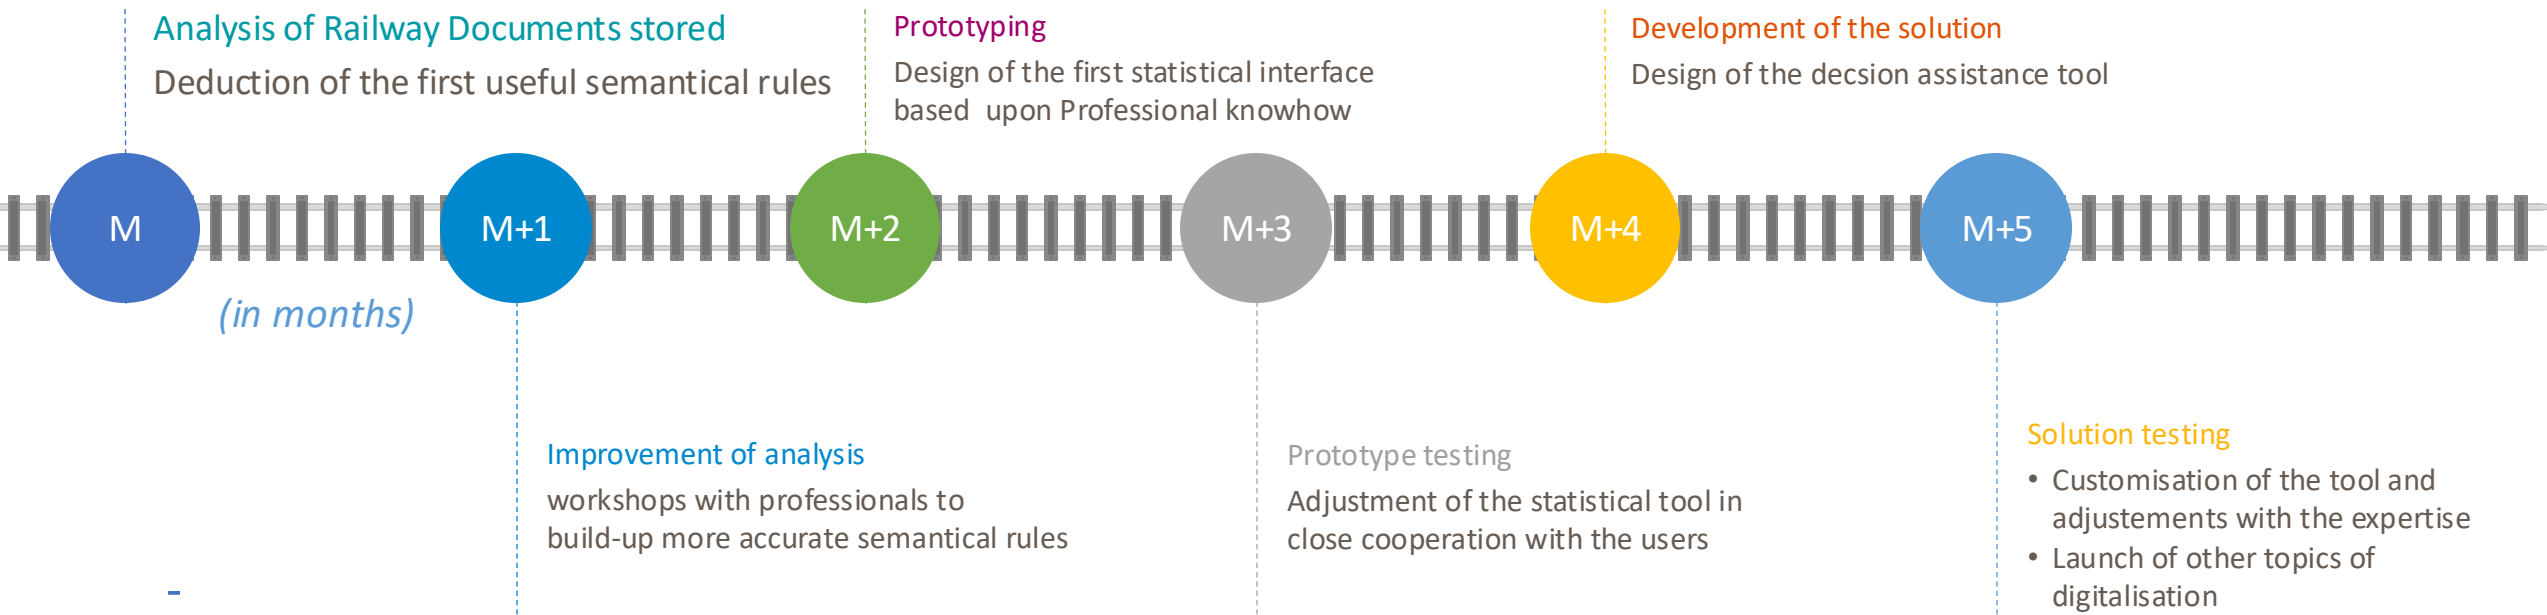 Analysis of Railway Documents stored
Deduction of the first useful semantical rules
Prototyping
Design of the first statistical interface
based upon Professional knowhow
Development of the solution
Design of the decsion assistance tool
M
M+1
M+2
M+3
M+4
M+5
(in months)
Improvement of analysis
workshops with professionals to
build-up more accurate semantical rules
Prototype testing
Adjustment of the statistical tool in
close cooperation with the users
Solution testing
• Customisation of the tool and
adjustements with the expertise
• Launch of other topics of
digitalisation
-